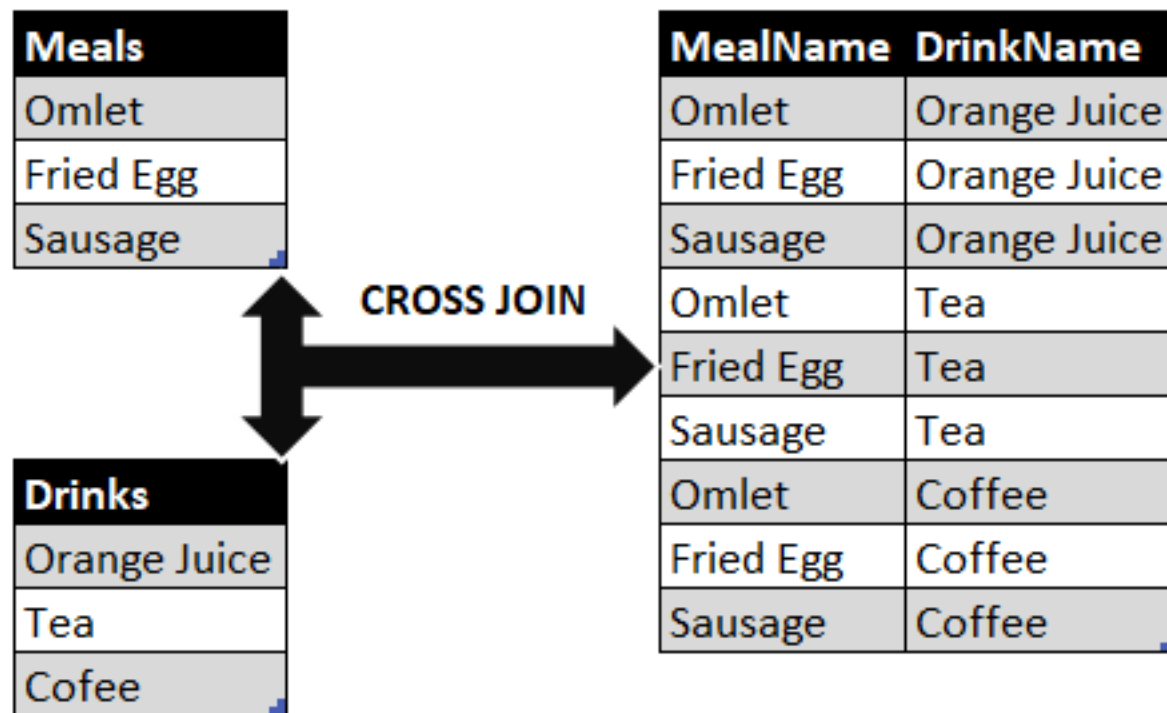 Meals
Omlet
Fried Egg
Sausage
CROSS JOIN
Drinks
Orange Juice
Tea
Cofee
MealName DrinkName
Omlet Orange Juice
Fried Egg Orange Juice
Sausage Orange Juice
Omlet Tea
Fried Egg Tea
Sausage Tea
Omlet Coffee
Fried Egg Coffee
Sausage Coffee